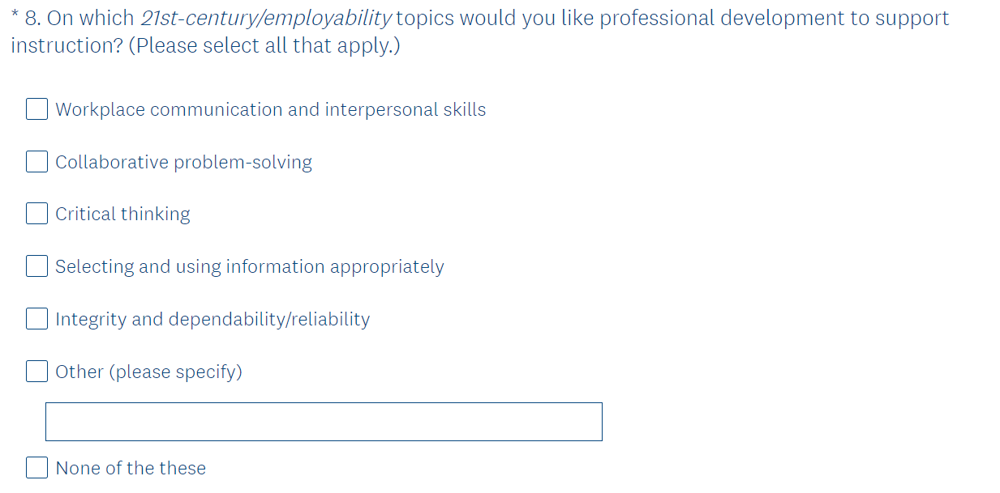 * 8. On which 21st-century/employability topics would you like professional development to support
instruction? (Please select all that apply.)
Workplace communication and interpersonal skills
Collaborative problem-solving
Critical thinking
Selecting and using information appropriately
Integrity and dependability/reliability
Other (please specify)
None of the these